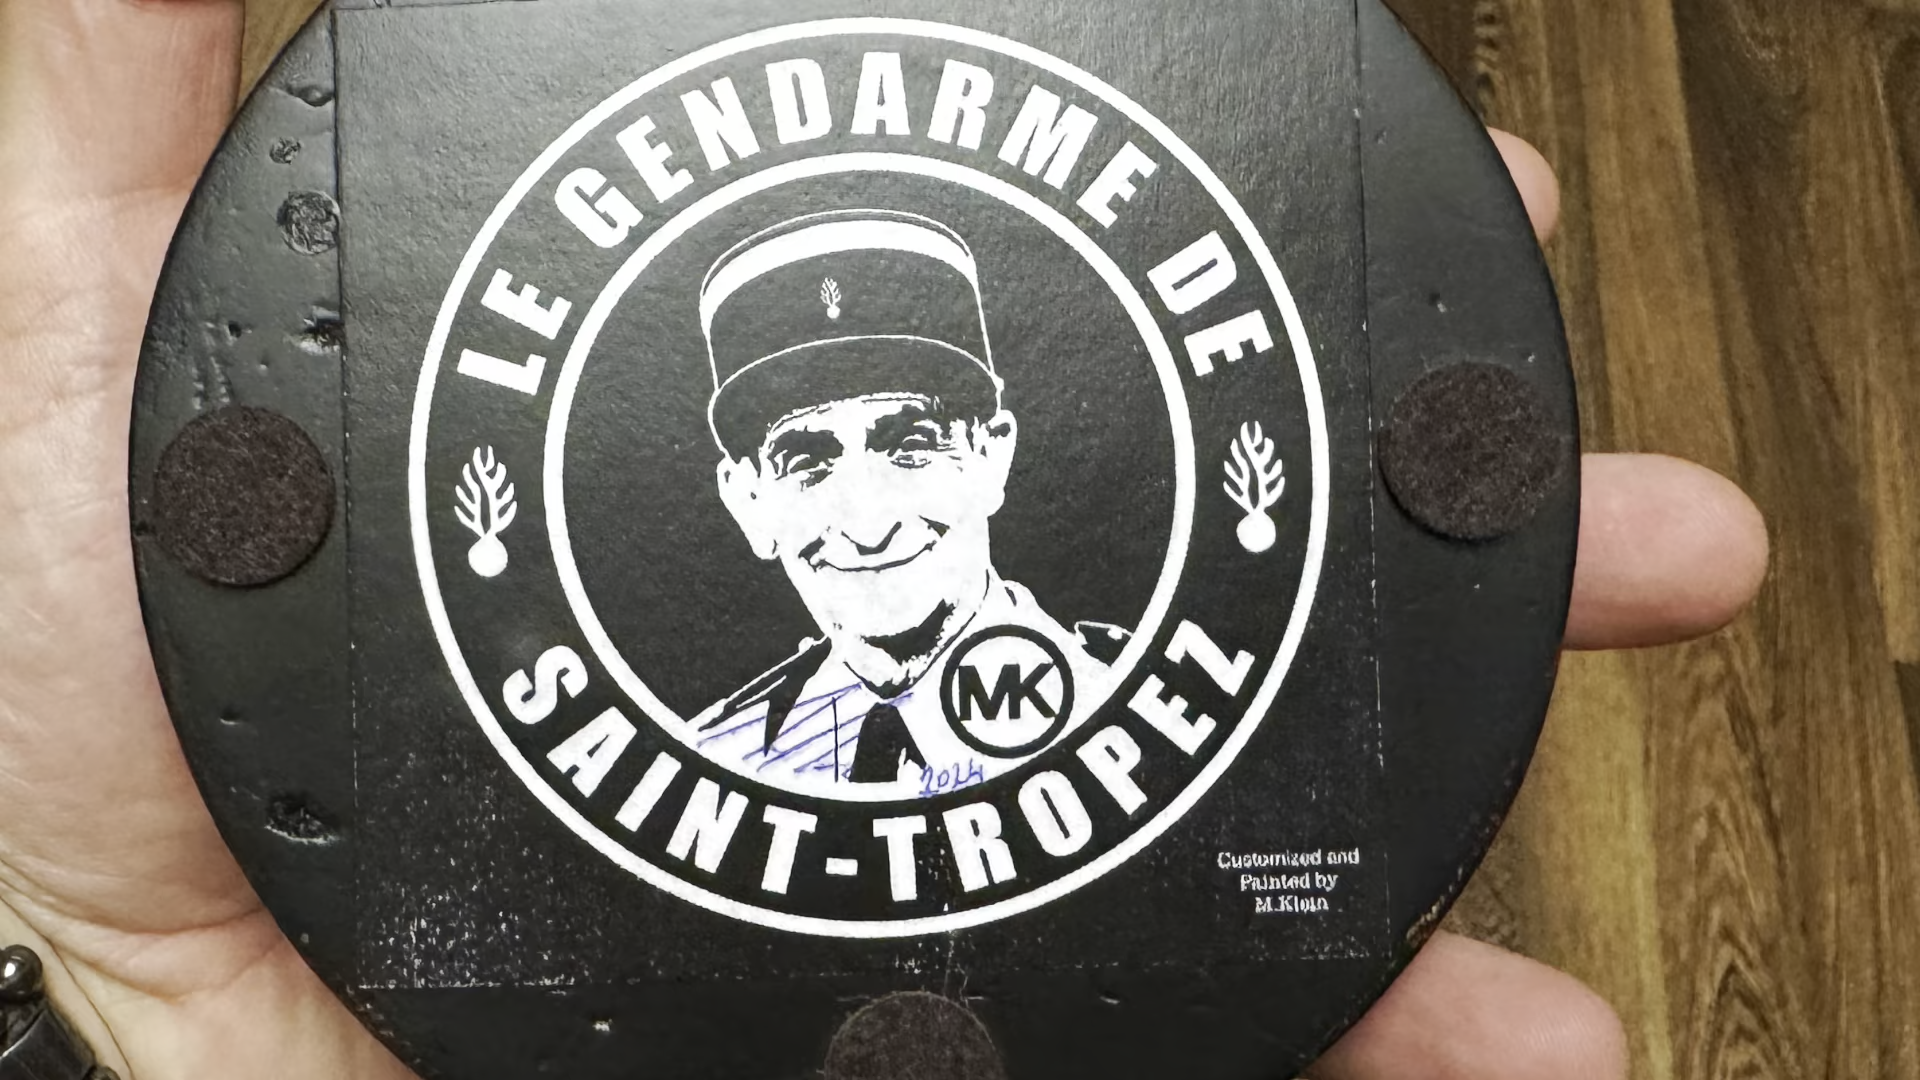 LE GENDARME DE
SAINT-TROPEZ
MK
2024
Customized and
Painted by
M.Klein